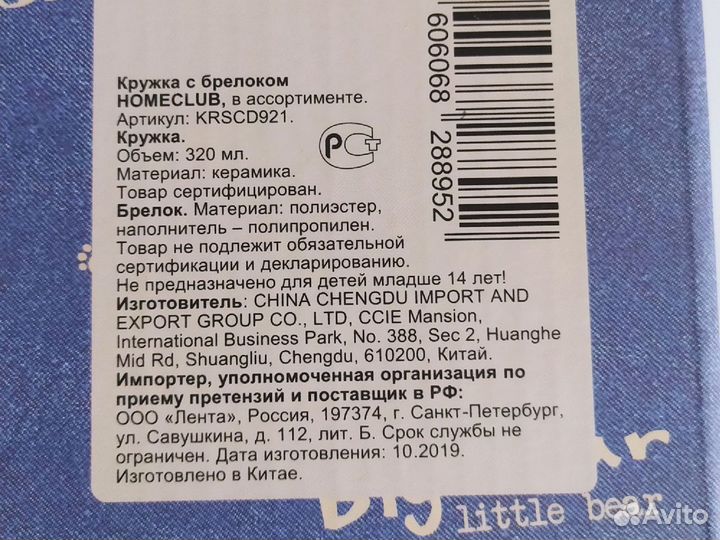 Кружка с брелоком
HOMECLUB, в ассортименте.
Артикул: KRSCD921.
Кружка.
Объем: 320 мл.
Материал: керамика.
Товар сертифицирован.
Брелок. Материал: полиэстер,
наполнитель – полипропилен.
Товар не подлежит обязательной
сертификации и декларированию.
Не предназначено для детей младше 14 лет!
Изготовитель: CHINA CHENGDU IMPORT AND
EXPORT GROUP CO., LTD, CCIE Mansion,
International Business Park, No. 388, Sec 2, Huanghe
Mid Rd, Shuangliu, Chengdu, 610200, Китай.
Импортер, уполномоченная организация по
приему претензий и поставщик в РФ:
ООО «Лента», Россия, 197374, г. Санкт-Петербург,
ул. Савушкина, д. 112, лит. Б. Срок службы не
ограничен. Дата изготовления: 10.2019.
Изготовлено в Китае.
РСТ
606068 288952
little bear
Avito